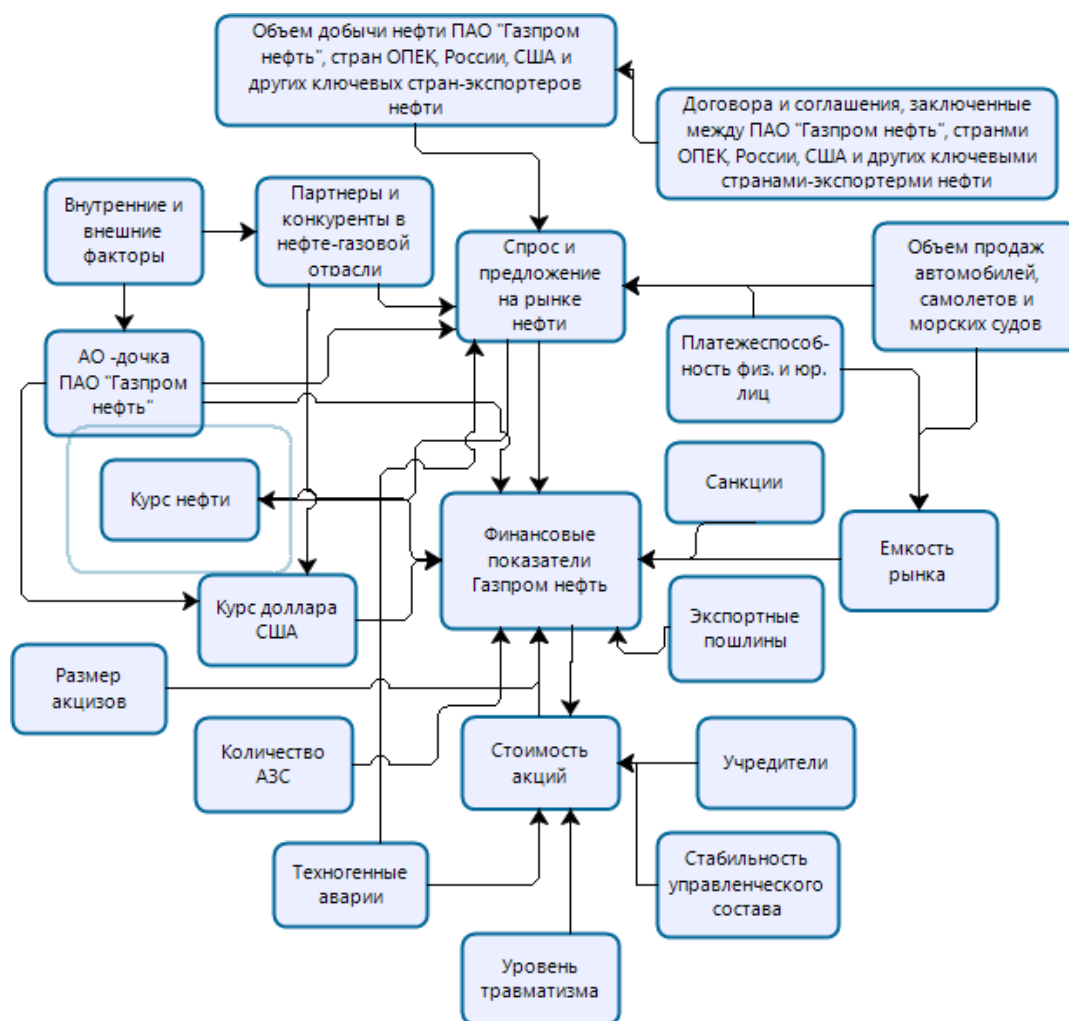 Объем добычи нефти ПАО "Газпром
нефть", стран ОПЕК, России, США и
других ключевых стран-экспортеров
нефти
Договора и соглашения, заключенные
между ПАО "Газпром нефть", странми
ОПЕК, России, США и других ключевыми
странами-экспортерми нефти
Внутренние и
внешние
факторы
Партнеры и
конкуренты в
нефте-газовой
отрасли
Спрос и
предложение
на рынке
нефти
Объем продаж
автомобилей,
самолетов и
морских судов
АО -дочка
ПАО "Газпром
нефть"
Платежеспособ-
ность физ. и юр.
лиц
Курс нефти
Санкции
Финансовые
показатели
Газпром нефть
Емкость
рынка
Курс доллара
США
Экспортные
пошлины
Размер
акцизов
Количество
АЗС
Стоимость
акций
Учредители
Техногенные
аварии
Стабильность
управленческого
состава
Уровень
травматизма